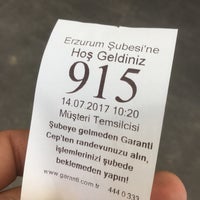 Erzurum Şubesi'ne
Hoş Geldiniz
915
14.07.2017 10:20
Müşteri Temsilcisi
Şubeye gelmeden Garanti
Cep'ten randevunuzu alın,
işlemlerinizi şubede
beklemeden yapın!
www.garanti.com.tr 444 0 333